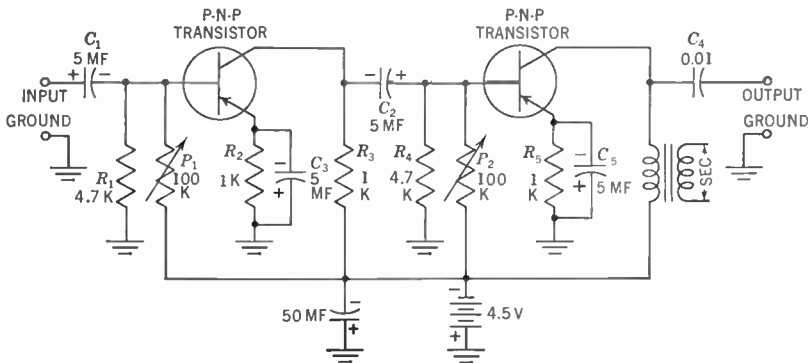 P-N-P
TRANSISTOR
P-N-P
TRANSISTOR
C1
5 MF
+ -
INPUT
GROUND
R1
4.7 K
P1
100
K
R2
1K
-
C3
5
MF
+
R3
1
K
- +
C2
5 MF
R4
4.7
K
P2
100
K
R5
1
K
-
C5
+ 5 MF
C4
0.01
OUTPUT
GROUND
SEC
50 MF
-
+
-
4.5 V
+